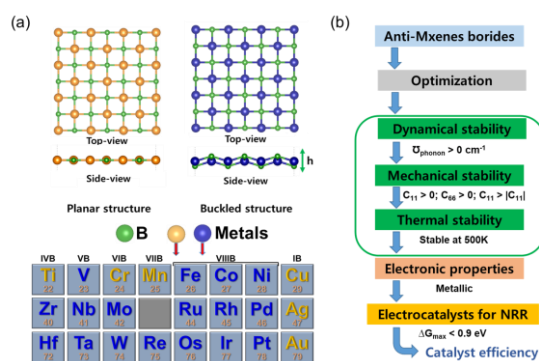 (a)
Top-view
Top-view
h
Side-view
Side-view
Planar structure
Buckled structure
B
Metals
IVB VB VIB VIIB VIIIB IB
Ti V Cr Mn Fe Co Ni Cu
22 23 24 25 26 27 28 29
Zr Nb Mo Ru Rh Pd Ag
40 41 42 44 45 46 47
Hf Ta W Re Os Ir Pt Au
72 73 74 75 76 77 78 79
(b)
Anti-Mxenes borides
Optimization
Dynamical stability
℧phonon > 0 cm⁻¹
Mechanical stability
C₁₁ > 0; C₆₆ > 0; C₁₁ > |C₁₁|
Thermal stability
Stable at 500K
Electronic properties
Metallic
Electrocatalysts for NRR
ΔGmax < 0.9 eV
Catalyst efficiency